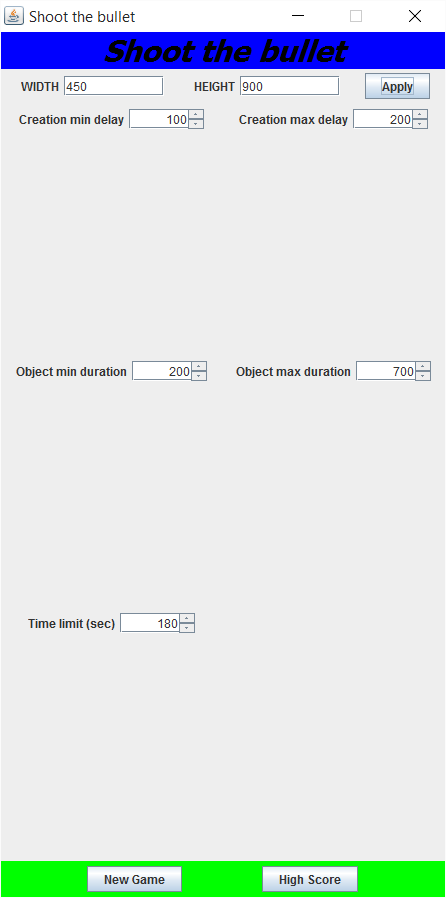 Shoot the bullet
Shoot the bullet
WIDTH 450 HEIGHT 900 Apply
Creation min delay 100 Creation max delay 200
Object min duration 200 Object max duration 700
Time limit (sec) 180
New Game High Score